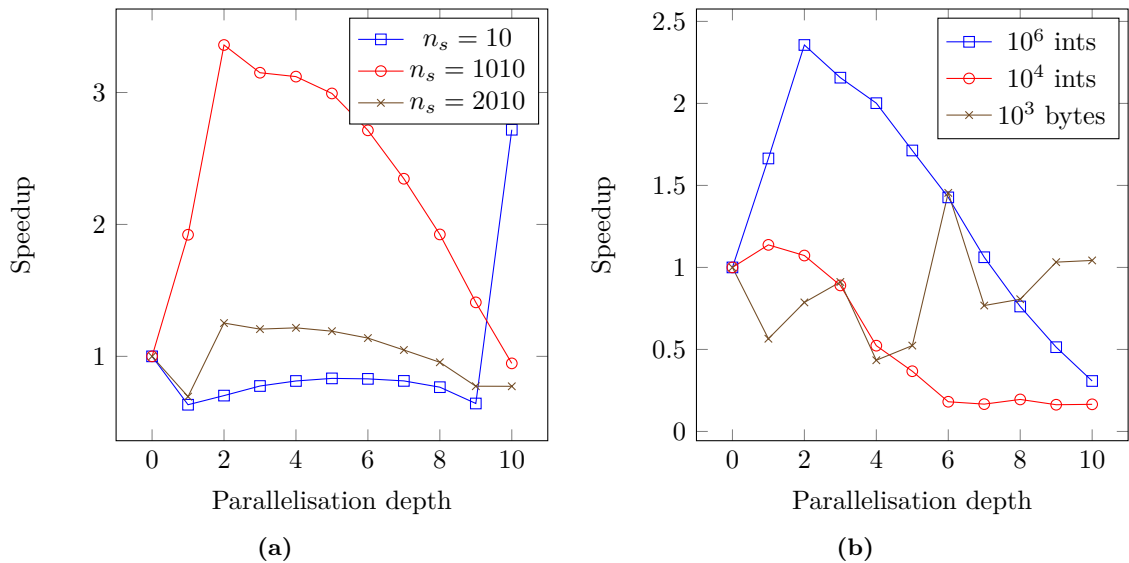 3
2
1
0 2 4 6 8 10
Speedup
Parallelisation depth
n_s = 10
n_s = 1010
n_s = 2010
(a)
2.5
2
1.5
1
0.5
0
0 2 4 6 8 10
Speedup
Parallelisation depth
10^6 ints
10^4 ints
10^3 bytes
(b)